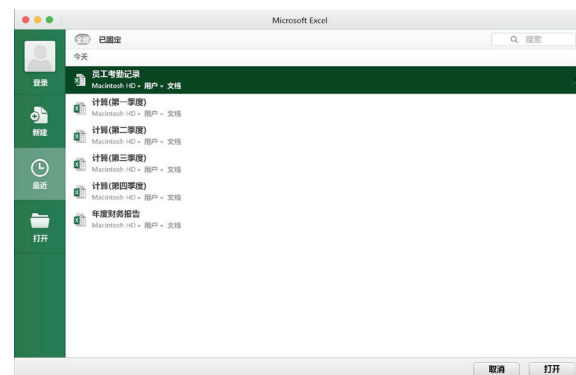 Microsoft Excel
全部 已固定
搜索
今天
登录
员工考勤记录
Macintosh HD » 用户 » 文档
计算(第一季度)
Macintosh HD » 用户 » 文档
新建
计算(第二季度)
Macintosh HD » 用户 » 文档
计算(第三季度)
Macintosh HD » 用户 » 文档
最近
计算(第四季度)
Macintosh HD » 用户 » 文档
年度财务报告
Macintosh HD » 用户 » 文档
打开
取消 打开